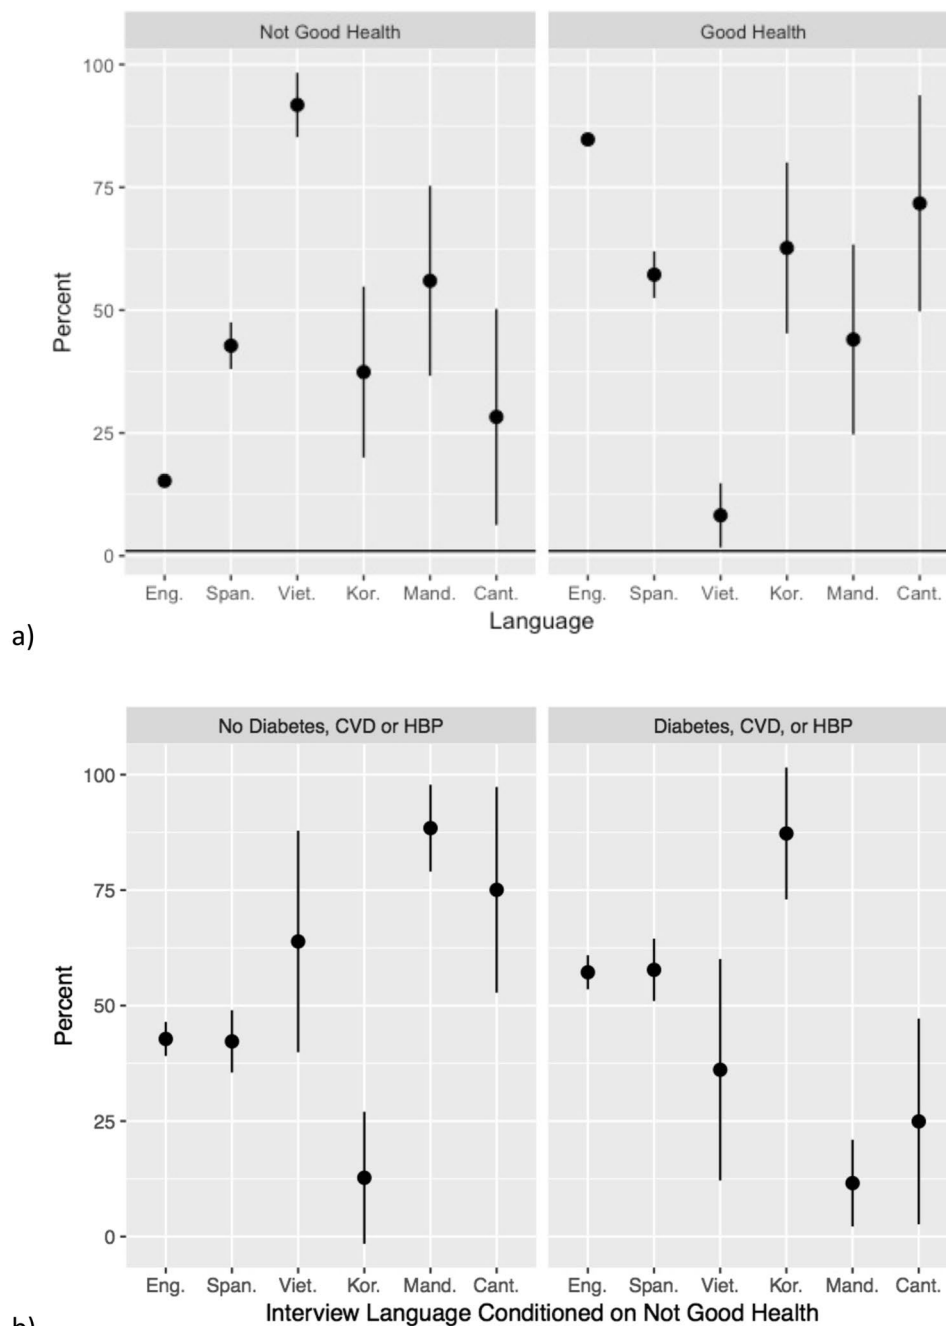 Not Good Health Good Health
100
75
50
25
0
Percent
Eng. Span. Viet. Kor. Mand. Cant. Eng. Span. Viet. Kor. Mand. Cant.
Language
a)
No Diabetes, CVD or HBP Diabetes, CVD, or HBP
100
75
50
25
0
Percent
Eng. Span. Viet. Kor. Mand. Cant. Eng. Span. Viet. Kor. Mand. Cant.
Interview Language Conditioned on Not Good Health
b)